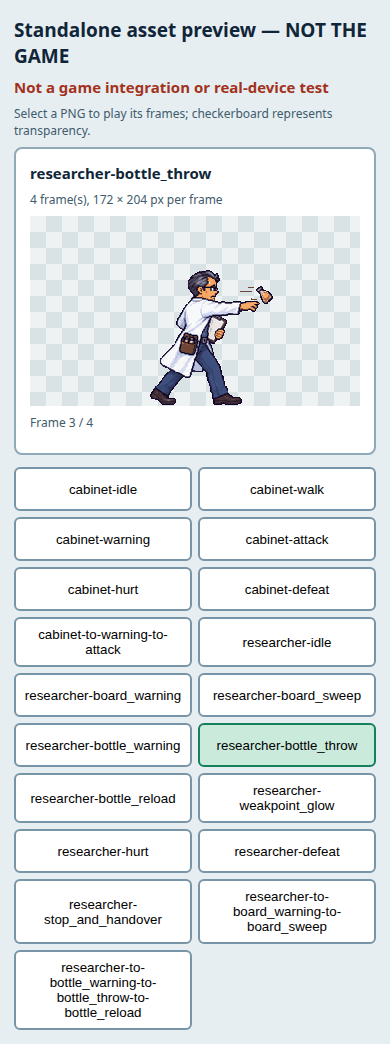 Standalone asset preview — NOT THE
GAME
Not a game integration or real-device test
Select a PNG to play its frames; checkerboard represents
transparency.
researcher-bottle_throw
4 frame(s), 172 × 204 px per frame
Frame 3 / 4
cabinet-idle
cabinet-walk
cabinet-warning
cabinet-attack
cabinet-hurt
cabinet-defeat
cabinet-to-warning-to-
attack
researcher-idle
researcher-board_warning
researcher-board_sweep
researcher-bottle_warning
researcher-bottle_throw
researcher-bottle_reload
researcher-
weakpoint_glow
researcher-hurt
researcher-defeat
researcher-
stop_and_handover
researcher-to-
board_warning-to-
board_sweep
researcher-to-
bottle_warning-to-
bottle_throw-to-
bottle_reload